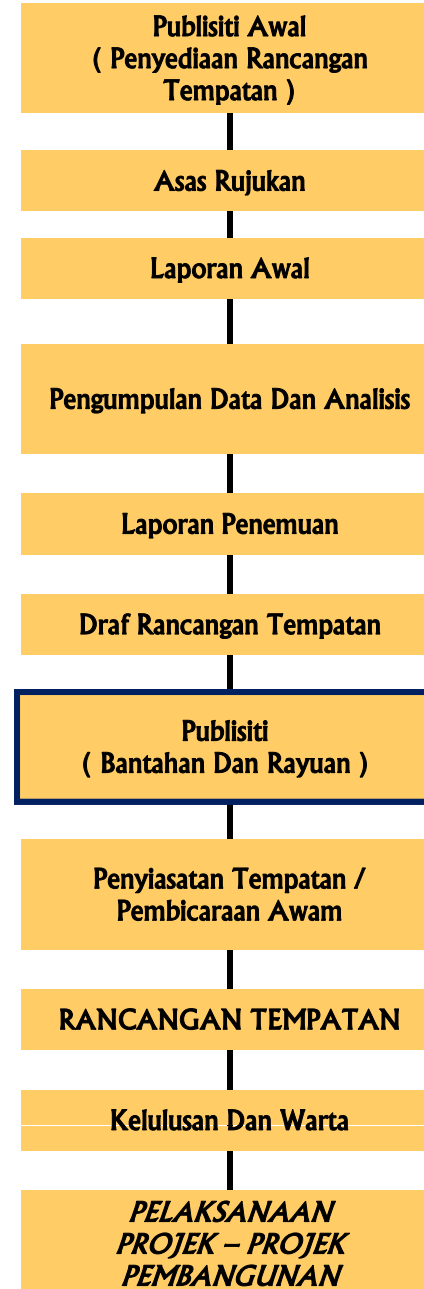 Publisiti Awal
( Penyediaan Rancangan
Tempatan )
Asas Rujukan
Laporan Awal
Pengumpulan Data Dan Analisis
Laporan Penemuan
Draf Rancangan Tempatan
Publisiti
( Bantahan Dan Rayuan )
Penyiasatan Tempatan /
Pembicaraan Awam
RANCANGAN TEMPATAN
Kelulusan Dan Warta
PELAKSANAAN
PROJEK – PROJEK
PEMBANGUNAN